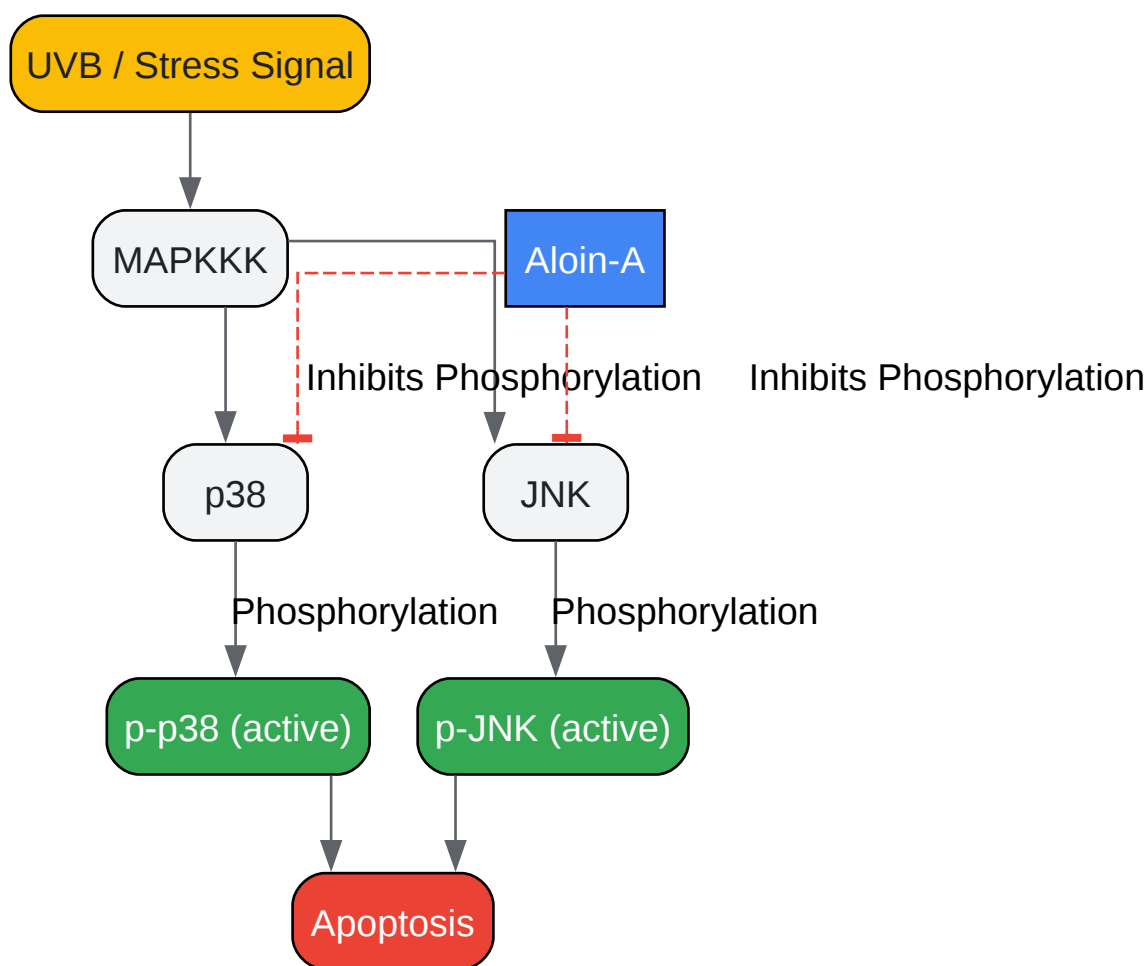 UVB / Stress Signal
MAPKKK
Aloin-A
Inhibits Phosphorylation
Inhibits Phosphorylation
p38
JNK
Phosphorylation
Phosphorylation
p-p38 (active)
p-JNK (active)
Apoptosis